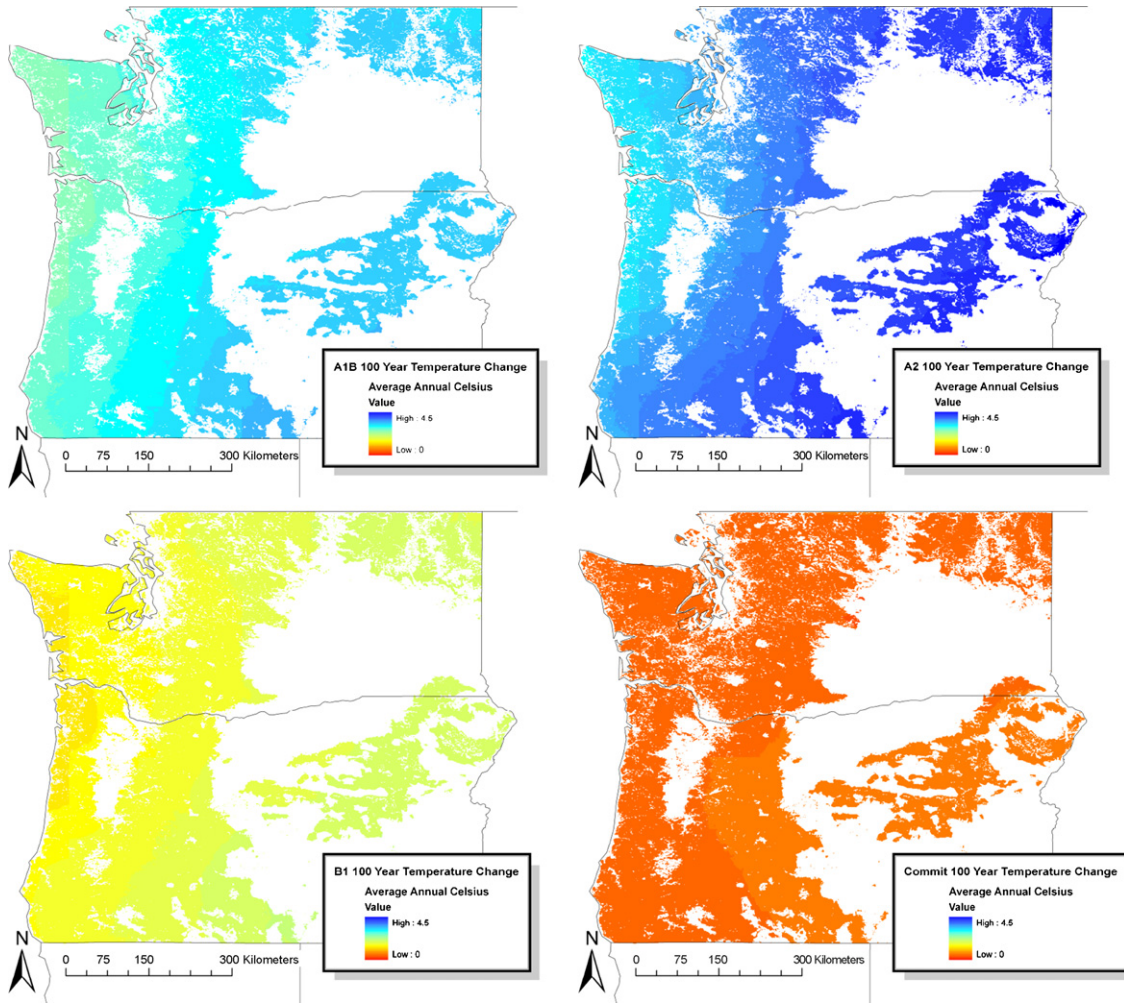 A1B 100 Year Temperature Change
Average Annual Celsius
Value
High : 4.5
Low : 0
N
0 75 150 300 Kilometers
A2 100 Year Temperature Change
Average Annual Celsius
Value
High : 4.5
Low : 0
N
0 75 150 300 Kilometers
B1 100 Year Temperature Change
Average Annual Celsius
Value
High : 4.5
Low : 0
N
0 75 150 300 Kilometers
Commit 100 Year Temperature Change
Average Annual Celsius
Value
High : 4.5
Low : 0
N
0 75 150 300 Kilometers